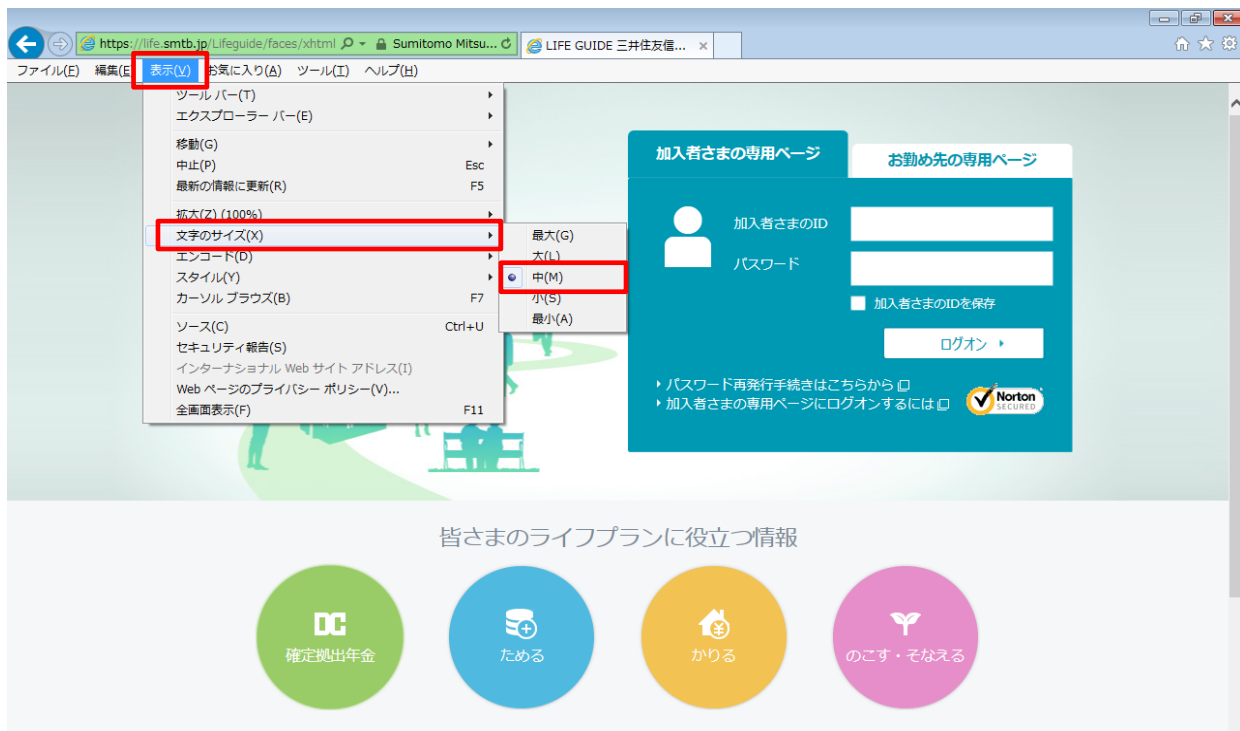 https://life.smtb.jp/Lifeguide/faces/xhtml Sumitomo Mitsu... LIFE GUIDE 三井住友信...
ファイル(F) 編集(E 表示(V) お気に入り(A) ツール(T) ヘルプ(H)
ツール バー(T)
エクスプローラー バー(E)
移動(G)
中止(P) Esc
最新の情報に更新(R) F5
拡大(Z) (100%)
文字のサイズ(X)
エンコード(D)
スタイル(Y)
カーソル ブラウズ(B) F7
ソース(C) Ctrl+U
セキュリティ報告(S)
インターナショナル Web サイト アドレス(I)
Web ページのプライバシー ポリシー(V)...
全画面表示(F) F11
最大(G)
大(L)
中(M)
小(S)
最小(A)
加入者さまの専用ページ
お勤め先の専用ページ
加入者さまのID
パスワード
加入者さまのIDを保存
ログオン
パスワード再発行手続きはこちらから
加入者さまの専用ページにログオンするには
Norton
SECURED
皆さまのライフプランに役立つ情報
DC
確定拠出年金
ためる
かりる
のこす・そなえる